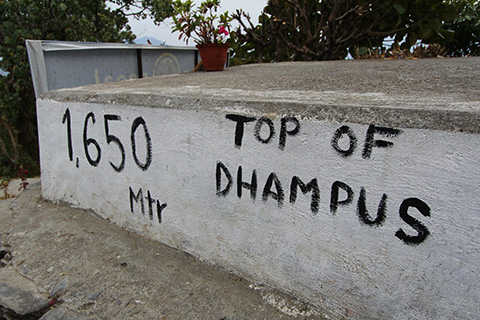 1,650
Mtr
TOP OF
DHAMPUS